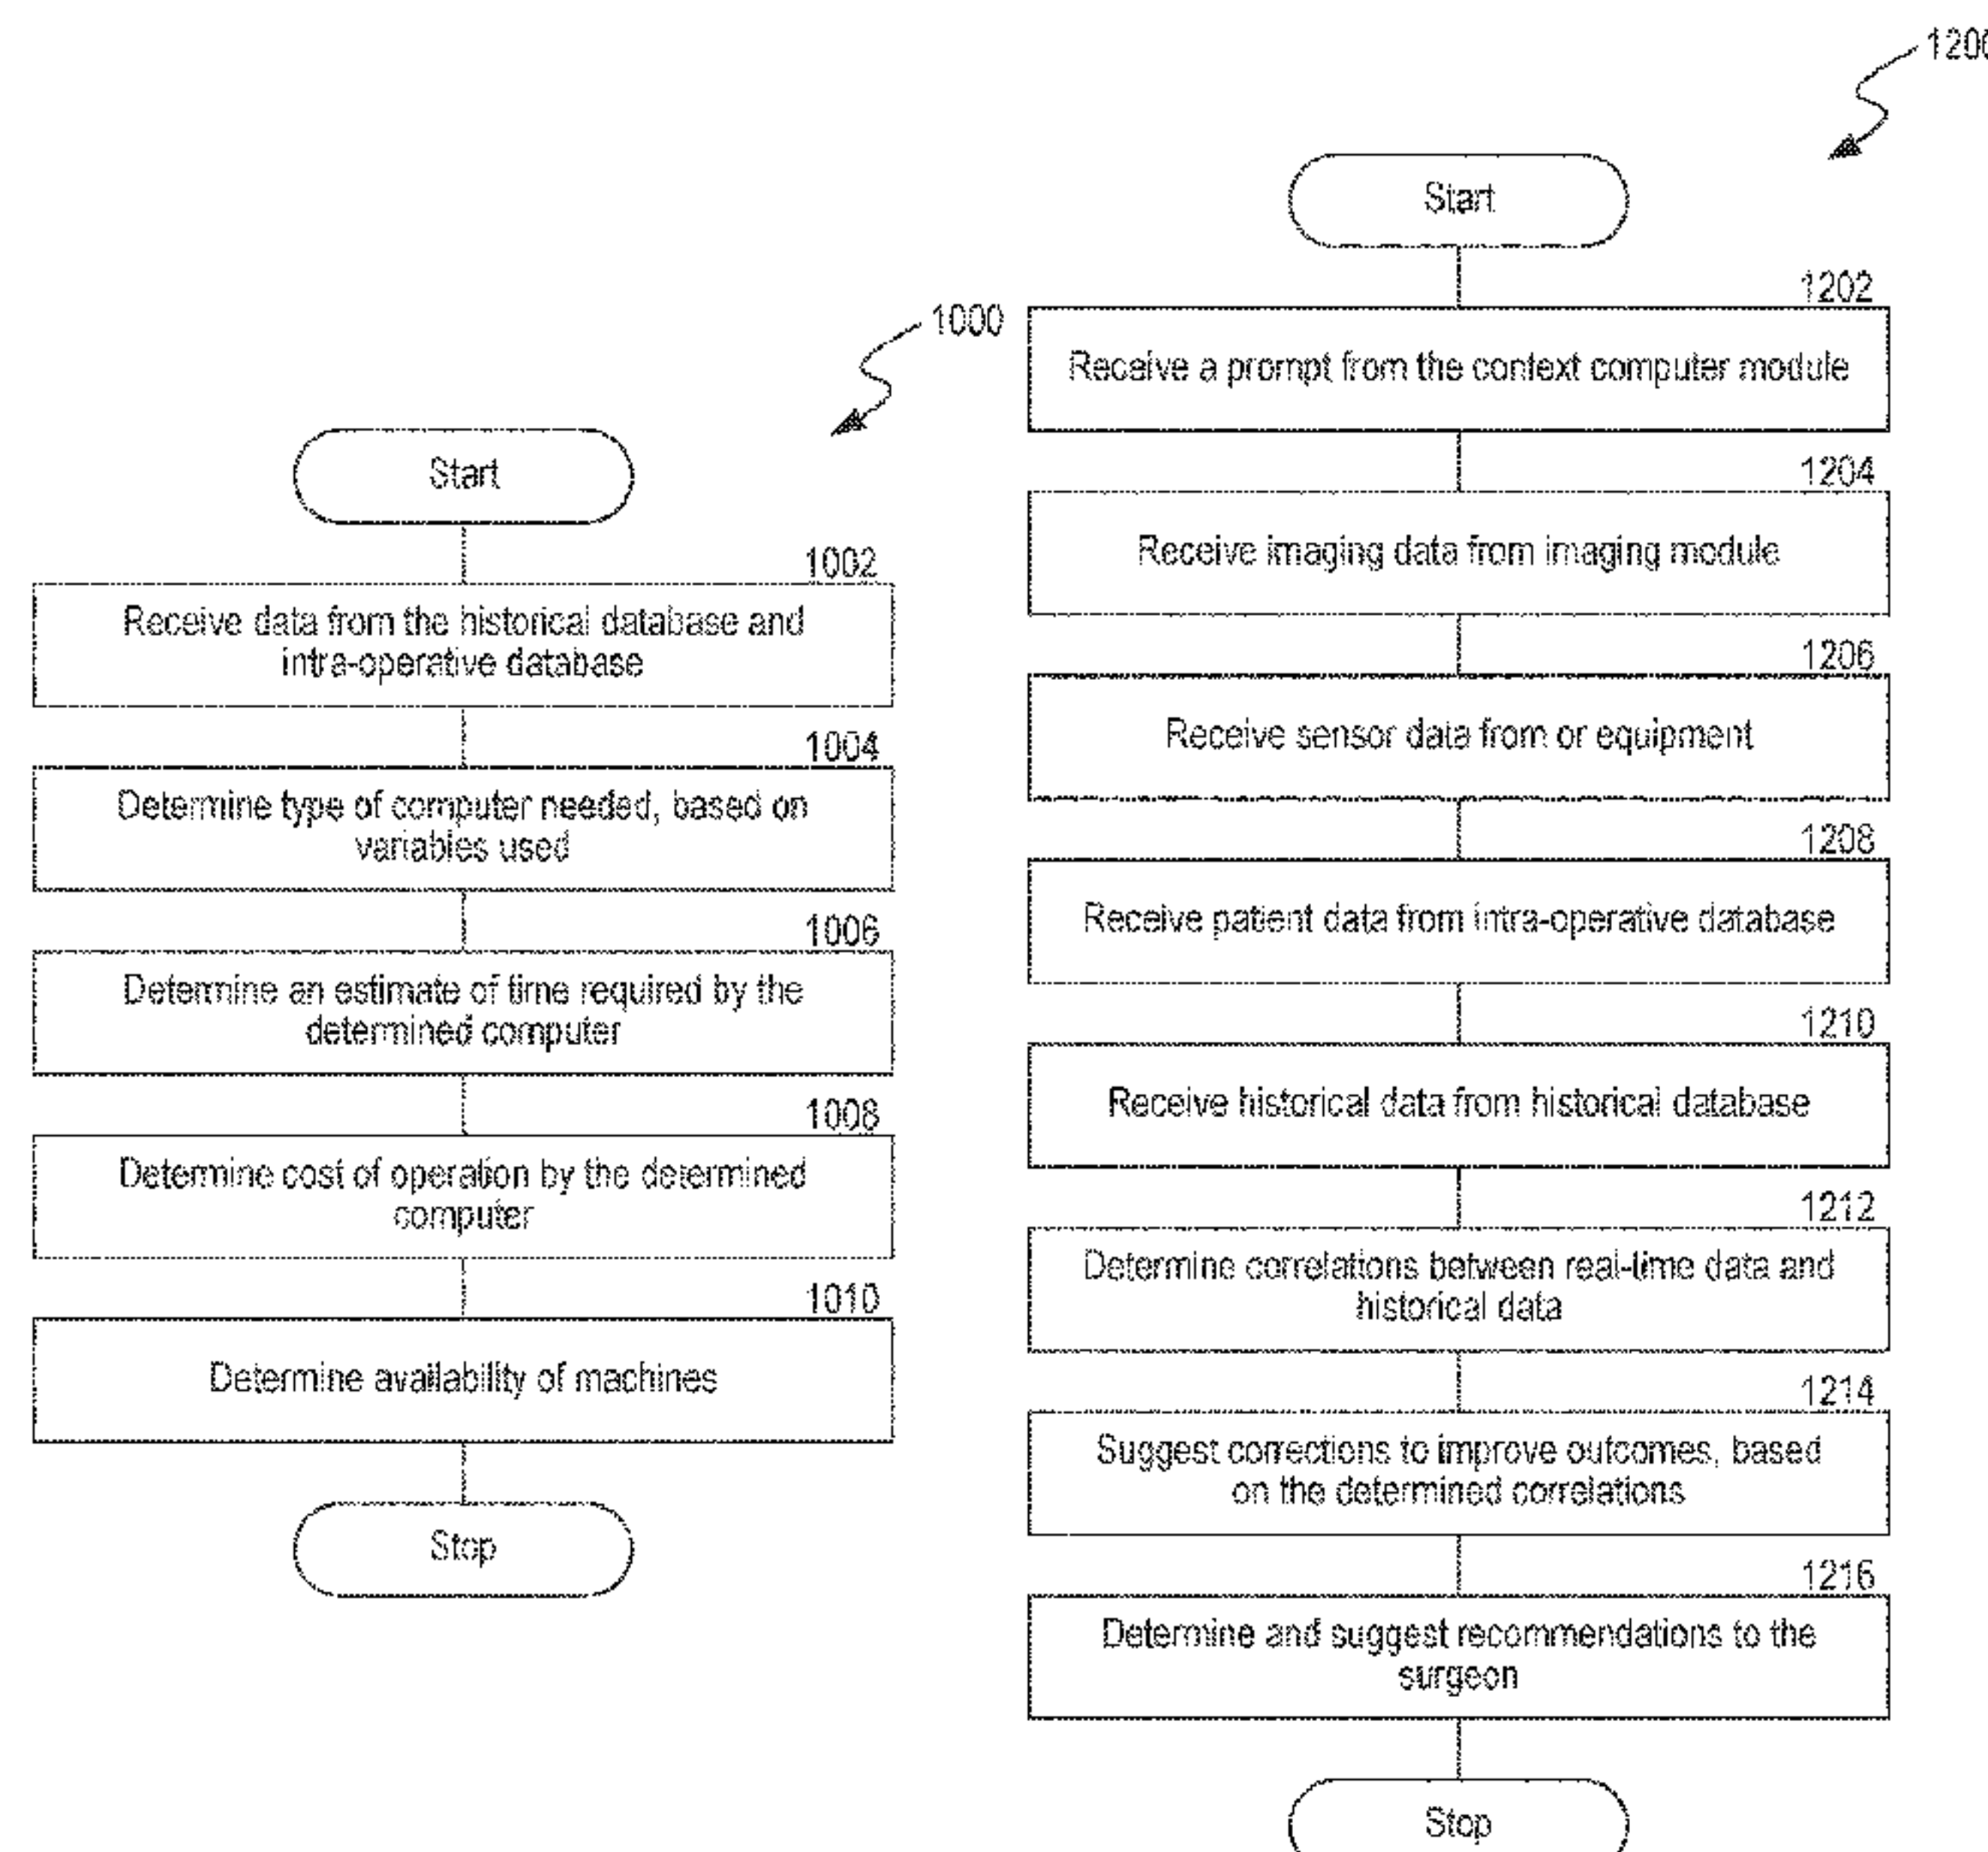 1000
Start
1002
Receive data from the historical database and
intra-operative database
1004
Determine type of computer needed, based on
variables used
1006
Determine an estimate of time required by the
determined computer
1008
Determine cost of operation by the determined
computer
1010
Determine availability of machines
Stop
1200
Start
1202
Receive a prompt from the context computer module
1204
Receive imaging data from imaging module
1206
Receive sensor data from or equipment
1208
Receive patient data from intra-operative database
1210
Receive historical data from historical database
1212
Determine correlations between real-time data and
historical data
1214
Suggest corrections to improve outcomes, based
on the determined correlations
1216
Determine and suggest recommendations to the
surgeon
Stop